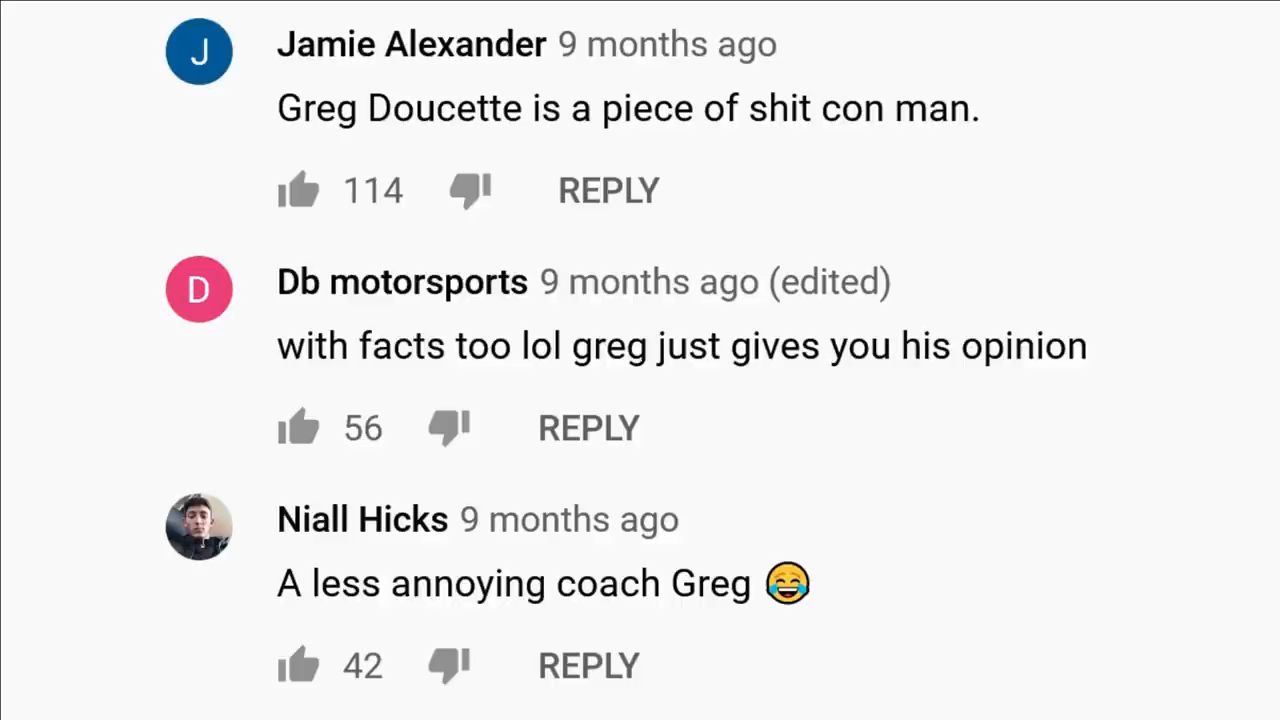 J
Jamie Alexander 9 months ago
Greg Doucette is a piece of shit con man.
114 REPLY
D
Db motorsports 9 months ago (edited)
with facts too lol greg just gives you his opinion
56 REPLY
Niall Hicks 9 months ago
A less annoying coach Greg 😂
42 REPLY